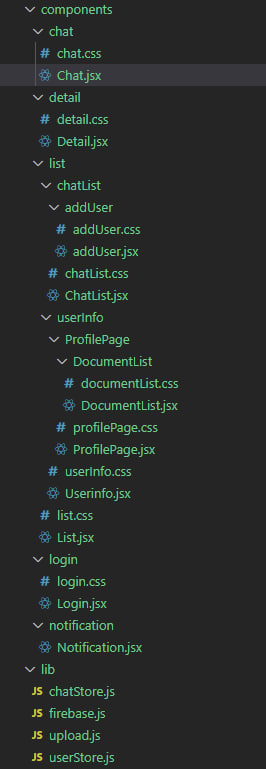 components
chat
# chat.css
Chat.jsx
detail
# detail.css
Detail.jsx
list
chatList
addUser
# addUser.css
addUser.jsx
# chatList.css
ChatList.jsx
userInfo
ProfilePage
DocumentList
# documentList.css
DocumentList.jsx
# profilePage.css
ProfilePage.jsx
# userInfo.css
Userinfo.jsx
# list.css
List.jsx
login
# login.css
Login.jsx
notification
Notification.jsx
lib
JS chatStore.js
JS firebase.js
JS upload.js
JS userStore.js